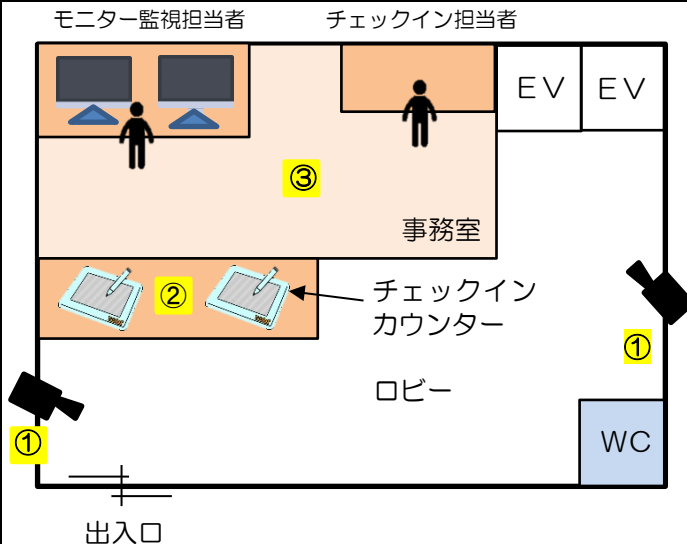 モニター監視担当者
チェックイン担当者
ＥＶ
ＥＶ
③
事務室
②
チェックイン
カウンター
①
ロビー
①
ＷＣ
出入口